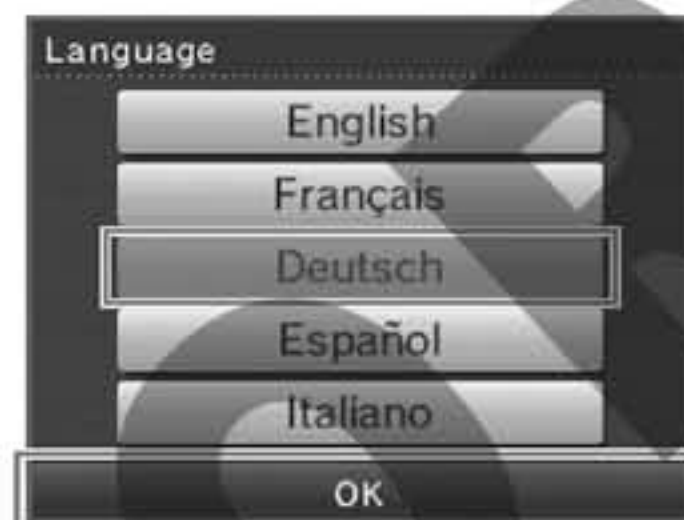 Language
English
Français
Deutsch
Español
Italiano
OK